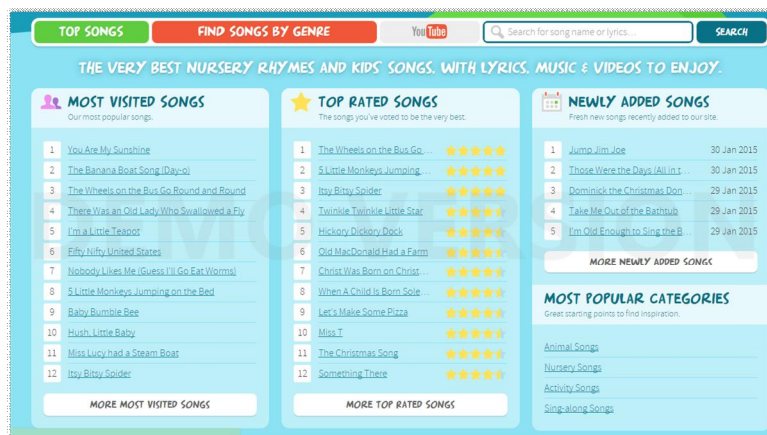 TOP SONGS
FIND SONGS BY GENRE
YouTube
Search for song name or lyrics...
SEARCH
THE VERY BEST NURSERY RHYMES AND KIDS' SONGS, WITH LYRICS, MUSIC & VIDEOS TO ENJOY.
MOST VISITED SONGS
Our most popular songs.
1 You Are My Sunshine
2 The Banana Boat Song (Day-o)
3 The Wheels on the Bus Go Round and Round
4 There Was an Old Lady Who Swallowed a Fly
5 I'm a Little Teapot
6 Fifty Nifty United States
7 Nobody Likes Me (Guess I'll Go Eat Worms)
8 5 Little Monkeys Jumping on the Bed
9 Baby Bumble Bee
10 Hush, Little Baby
11 Miss Lucy had a Steam Boat
12 Itsy Bitsy Spider
MORE MOST VISITED SONGS
TOP RATED SONGS
The songs you've voted to be the very best.
1 The Wheels on the Bus Go ...
2 5 Little Monkeys Jumping ...
3 Itsy Bitsy Spider
4 Twinkle Twinkle Little Star
5 Hickory Dickory Dock
6 Old MacDonald Had a Farm
7 Christ Was Born on Christ...
8 When A Child Is Born Sole...
9 Let's Make Some Pizza
10 Miss T
11 The Christmas Song
12 Something There
MORE TOP RATED SONGS
NEWLY ADDED SONGS
Fresh new songs recently added to our site.
1 Jump Jim Joe 30 Jan 2015
2 Those Were the Days (All in t... 30 Jan 2015
3 Dominick the Christmas Don... 29 Jan 2015
4 Take Me Out of the Bathtub 29 Jan 2015
5 I'm Old Enough to Sing the B... 29 Jan 2015
MORE NEWLY ADDED SONGS
MOST POPULAR CATEGORIES
Great starting points to find inspiration.
Animal Songs
Nursery Songs
Activity Songs
Sing-along Songs
DEMO VERSION